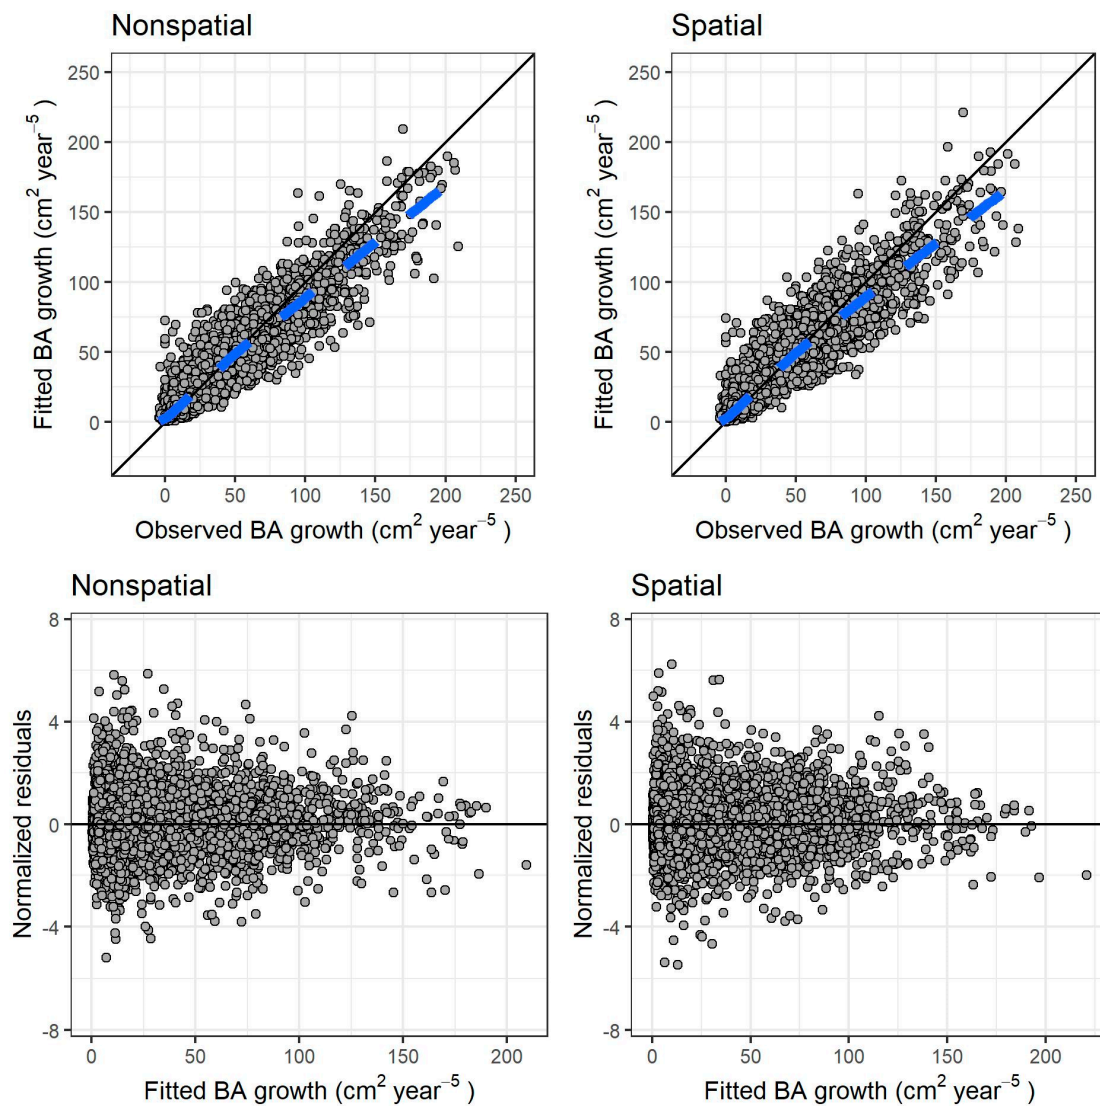 Nonspatial
Spatial
250
200
150
100
50
0
250
200
150
100
50
0
Fitted BA growth (cm² year⁻⁵ )
Fitted BA growth (cm² year⁻⁵ )
0 50 100 150 200 250
0 50 100 150 200 250
Observed BA growth (cm² year⁻⁵ )
Observed BA growth (cm² year⁻⁵ )
Nonspatial
Spatial
8
4
0
-4
-8
8
4
0
-4
-8
Normalized residuals
Normalized residuals
0 50 100 150 200
0 50 100 150 200
Fitted BA growth (cm² year⁻⁵ )
Fitted BA growth (cm² year⁻⁵ )